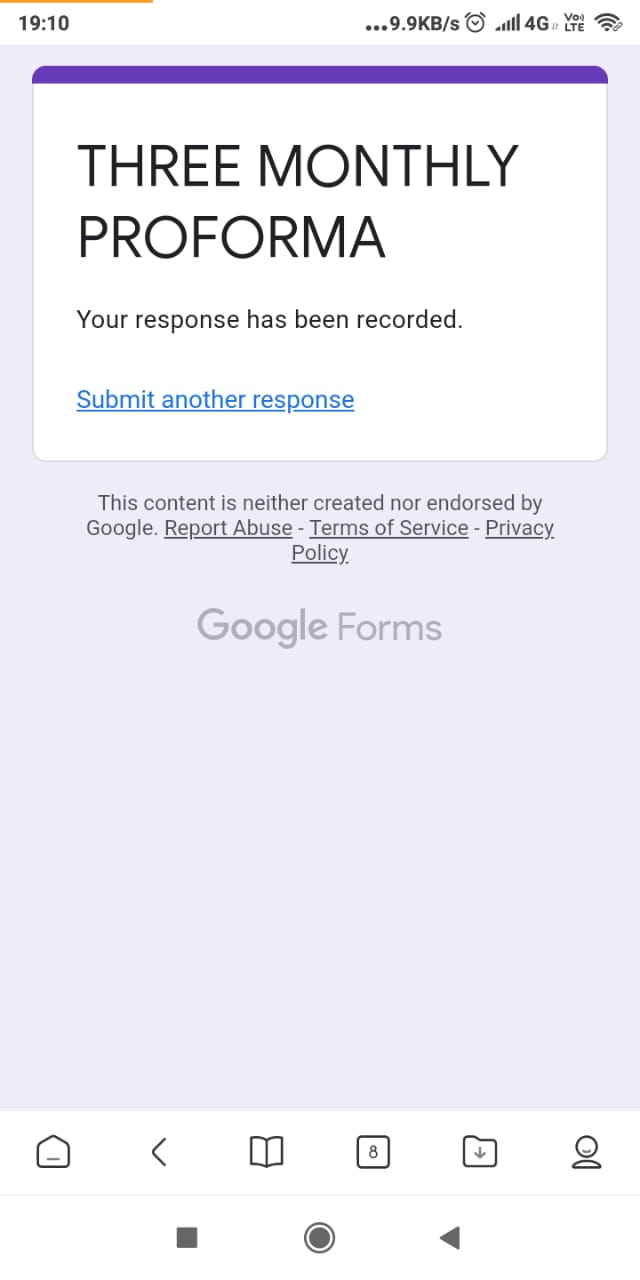 19:10 ...9.9KB/s 4G Vo) LTE
THREE MONTHLY
PROFORMA
Your response has been recorded.
Submit another response
This content is neither created nor endorsed by
Google. Report Abuse - Terms of Service - Privacy
Policy
Google Forms
8